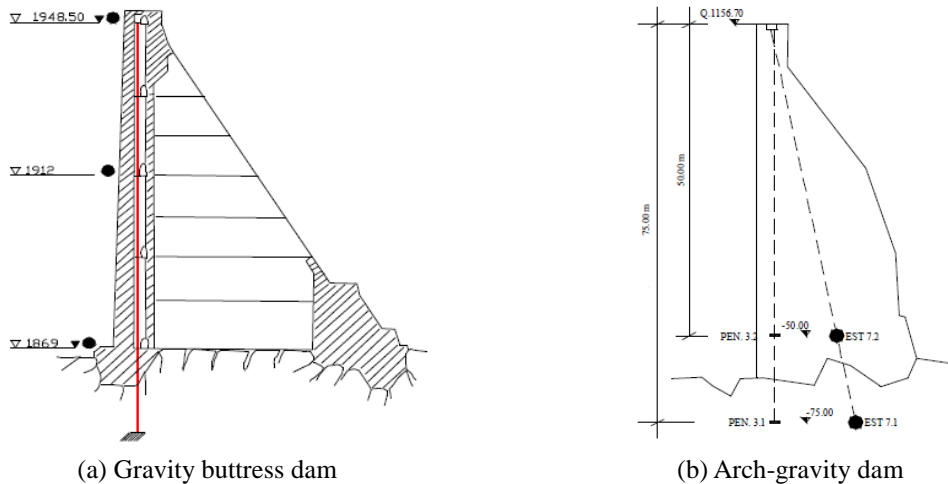 ▽ 1948.50
▽ 1912
▽ 1869
(a) Gravity buttress dam
Q.1156.70
50.00 m
75.00 m
PEN. 3.2
-50.00
EST 7.2
PEN. 3.1
-75.00
EST 7.1
(b) Arch-gravity dam